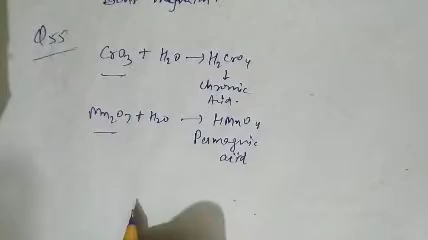 Q55
CrO3 + H2O → H2CrO4
↓
Chromic
Acid.
Mn2O7 + H2O → HMnO4
Permagnic
acid